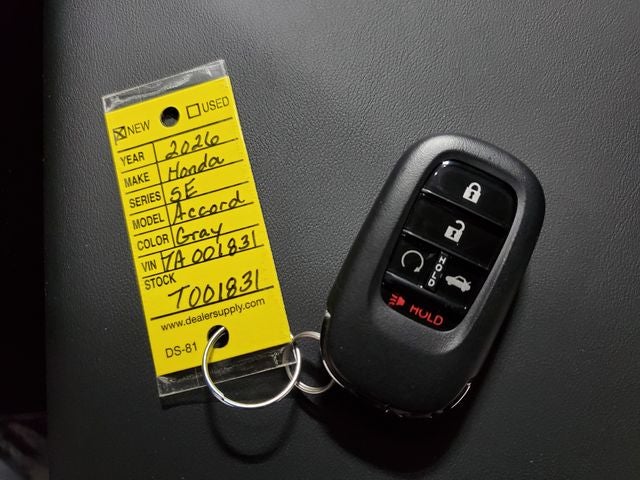 NEW USED
YEAR 2026
MAKE Honda
SERIES SE
MODEL Accord
COLOR Gray
VIN TA001831
STOCK
T001831
www.dealersupply.com
DS-81
HOLD
HOLD